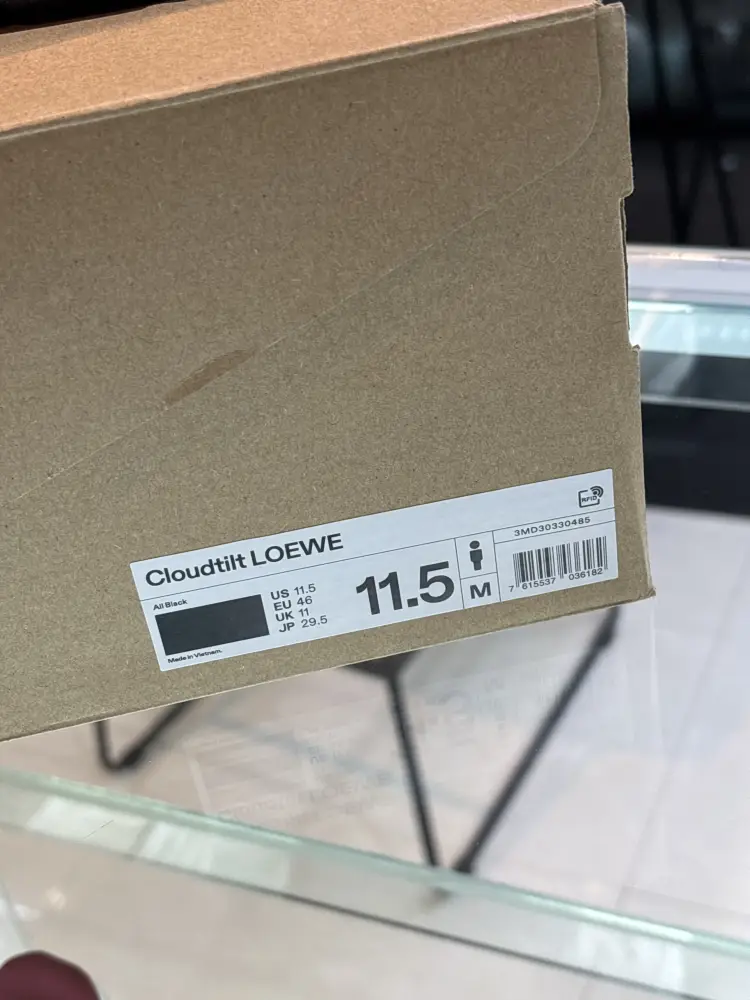 Cloudtilt LOEWE
RFID
All Black
US 11.5
EU 46
UK 11
JP 29.5
Made in Vietnam.
11.5
M
3MD30330485
7 615537 036182